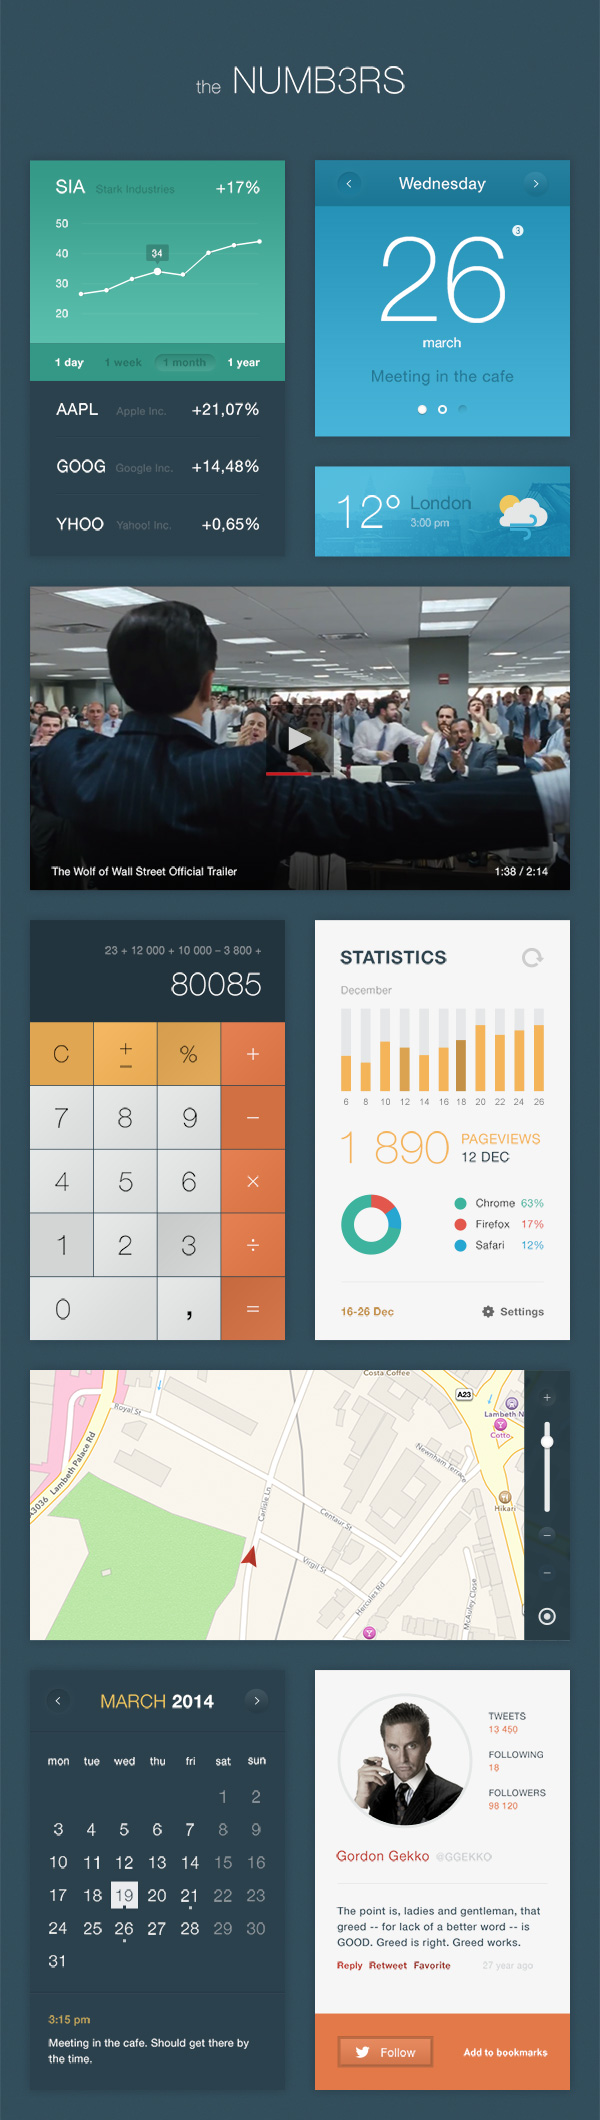 the NUMB3RS
SIA Stark Industries +17%
50
40
34
30
20
1 day 1 week 1 month 1 year
AAPL Apple Inc. +21,07%
GOOG Google Inc. +14,48%
YHOO Yahoo! Inc. +0,65%
Wednesday
26 3
march
Meeting in the cafe
12° London
3:00 pm
The Wolf of Wall Street Official Trailer 1:38 / 2:14
23 + 12 000 + 10 000 – 3 800 +
80085
C ± % +
7 8 9 −
4 5 6 ×
1 2 3 ÷
0 , =
STATISTICS
December
6 8 10 12 14 16 18 20 22 24 26
1 890 PAGEVIEWS
12 DEC
Chrome 63%
Firefox 17%
Safari 12%
16-26 Dec Settings
Costa Coffee
A23
Lambeth N
Cotto
Royal St
Lambeth Palace Rd
A3036
Newnham Terrace
Carlisle Ln
Hikari
Centaur St
Virgil St
Hercules Rd
McAuley Close
+
−
−
MARCH 2014
mon tue wed thu fri sat sun
1 2
3 4 5 6 7 8 9
10 11 12 13 14 15 16
17 18 19 20 21 22 23
24 25 26 27 28 29 30
31
3:15 pm
Meeting in the cafe. Should get there by
the time.
TWEETS
13 450
FOLLOWING
18
FOLLOWERS
98 120
Gordon Gekko @GGEKKO
The point is, ladies and gentleman, that
greed -- for lack of a better word -- is
GOOD. Greed is right. Greed works.
Reply Retweet Favorite 27 year ago
Follow Add to bookmarks